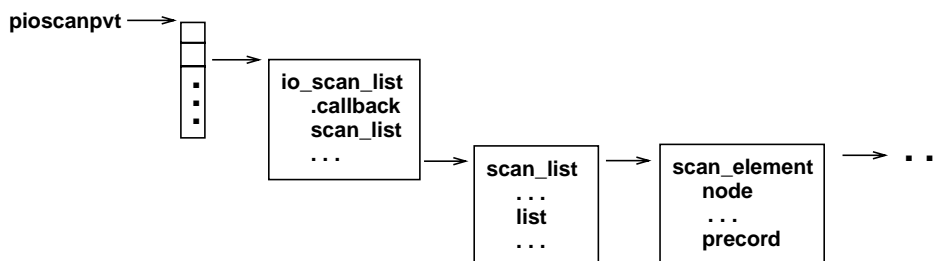 pioscanpvt
io_scan_list
.callback
scan_list
. . .
scan_list
. . .
list
. . .
scan_element
node
. . .
precord
. .